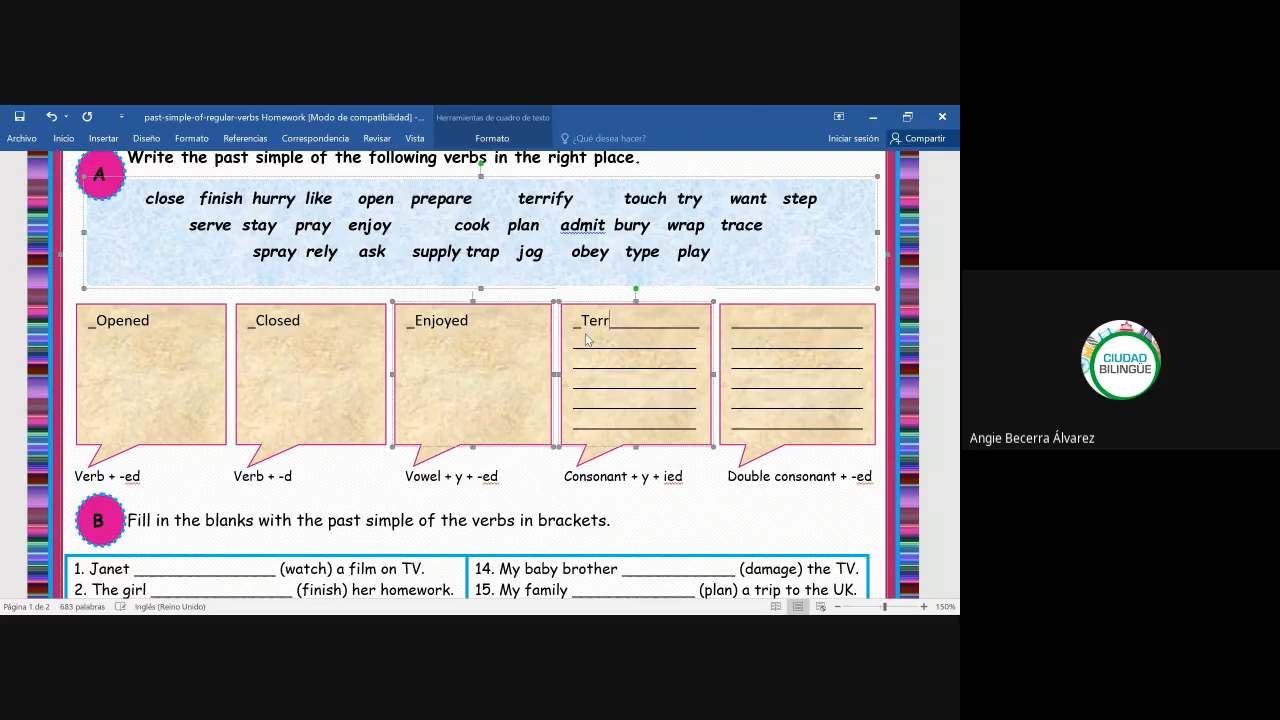 past-simple-of-regular-verbs Homework [Modo de compatibilidad] -...
Herramientas de cuadro de texto
Archivo Inicio Insertar Diseño Formato Referencias Correspondencia Revisar Vista Formato ¿Qué desea hacer? Iniciar sesión Compartir
A Write the past simple of the following verbs in the right place.
close finish hurry like open prepare terrify touch try want step
serve stay pray enjoy cook plan admit bury wrap trace
spray rely ask supply trap jog obey type play
_Opened _Closed _Enjoyed _Terr
Verb + -ed Verb + -d Vowel + y + -ed Consonant + y + ied Double consonant + -ed
B Fill in the blanks with the past simple of the verbs in brackets.
1. Janet ________________ (watch) a film on TV.
2. The girl ________________ (finish) her homework.
14. My baby brother _____________ (damage) the TV.
15. My family ______________ (plan) a trip to the UK.
Página 1 de 2 683 palabras Inglés (Reino Unido) 150%
CIUDAD
BILINGÜE
Angie Becerra Álvarez